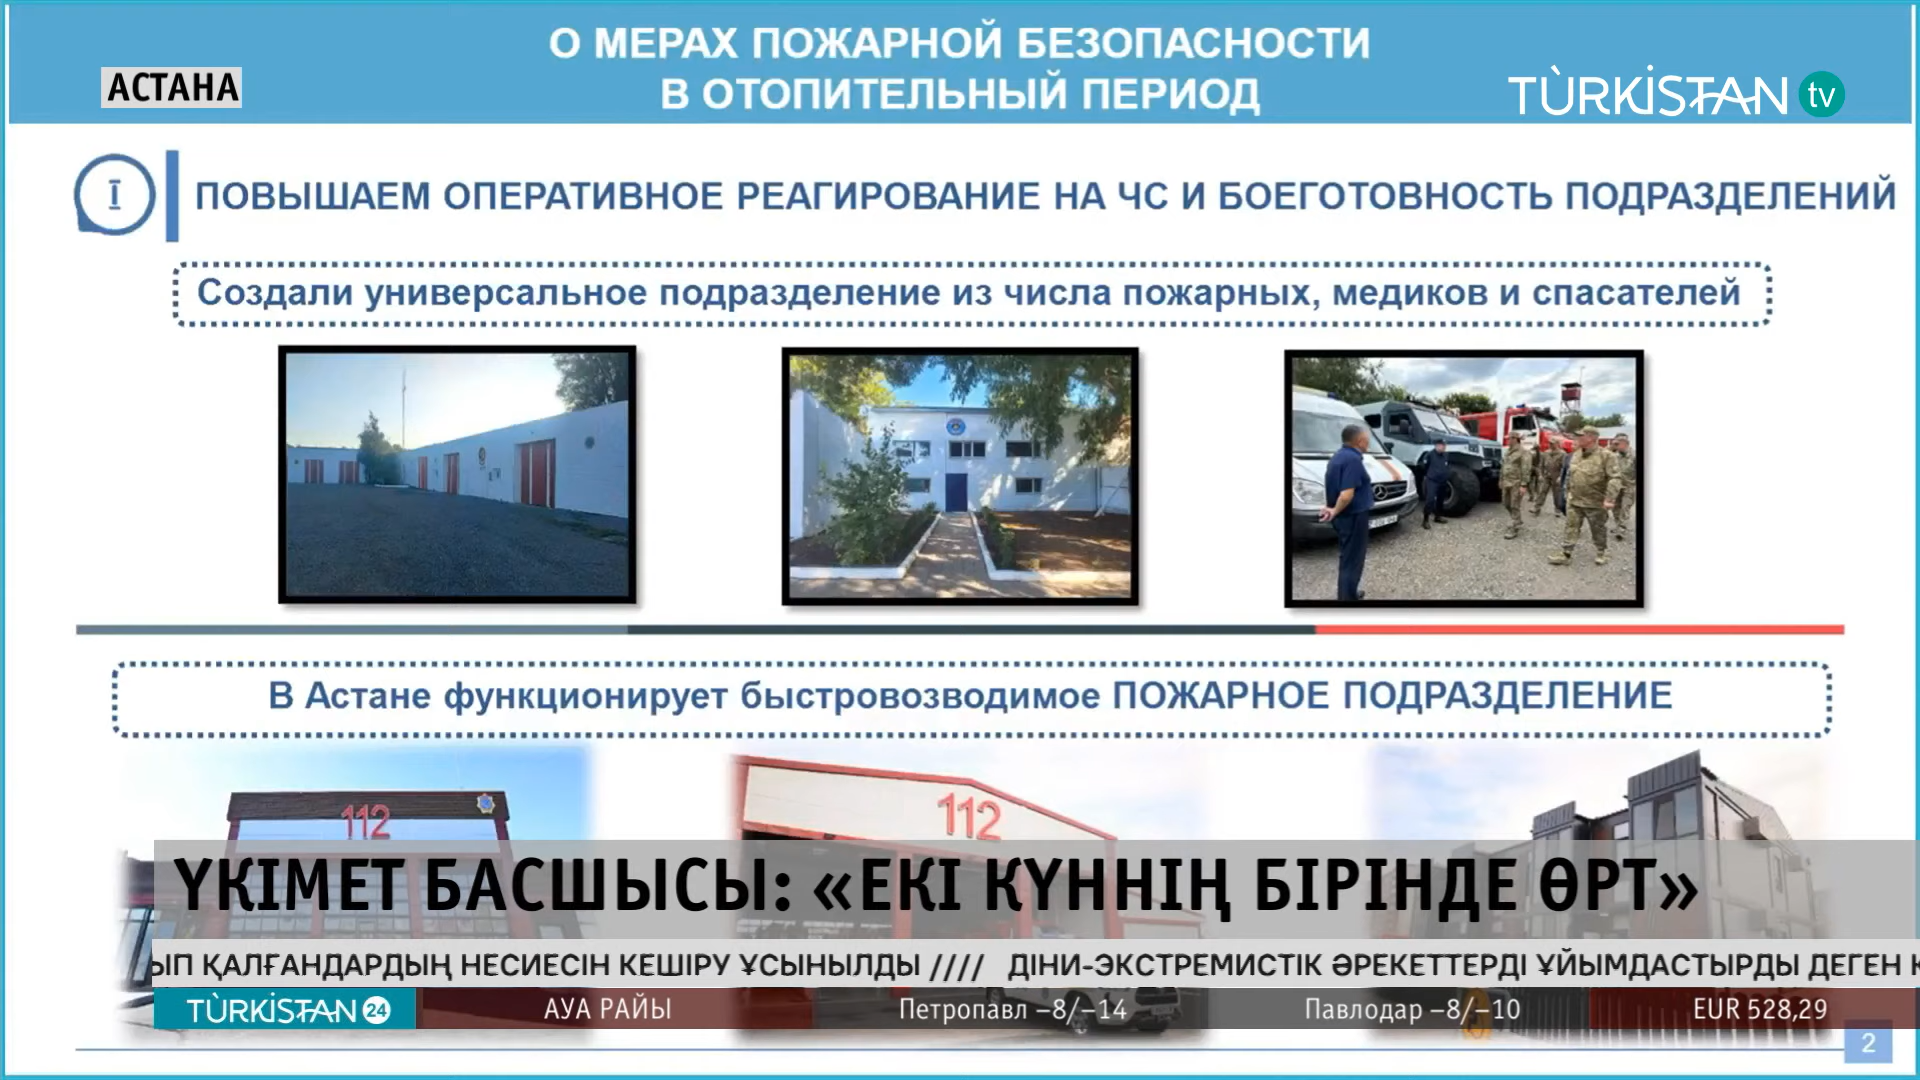 О МЕРАХ ПОЖАРНОЙ БЕЗОПАСНОСТИ
В ОТОПИТЕЛЬНЫЙ ПЕРИОД
АСТАНА
TÙRKİSTAN tv
Ī
ПОВЫШАЕМ ОПЕРАТИВНОЕ РЕАГИРОВАНИЕ НА ЧС И БОЕГОТОВНОСТЬ ПОДРАЗДЕЛЕНИЙ
Создали универсальное подразделение из числа пожарных, медиков и спасателей
В Астане функционирует быстровозводимое ПОЖАРНОЕ ПОДРАЗДЕЛЕНИЕ
112
112
ҮКІМЕТ БАСШЫСЫ: «ЕКІ КҮННІҢ БІРІНДЕ ӨРТ»
ЫП ҚАЛҒАНДАРДЫҢ НЕСИЕСІН КЕШІРУ ҰСЫНЫЛДЫ //// ДІНИ-ЭКСТРЕМИСТІК ӘРЕКЕТТЕРДІ ҰЙЫМДАСТЫРДЫ ДЕГЕН
TÙRKİSTAN 24 АУА РАЙЫ Петропавл –8/–14 Павлодар –8/–10 EUR 528,29
2